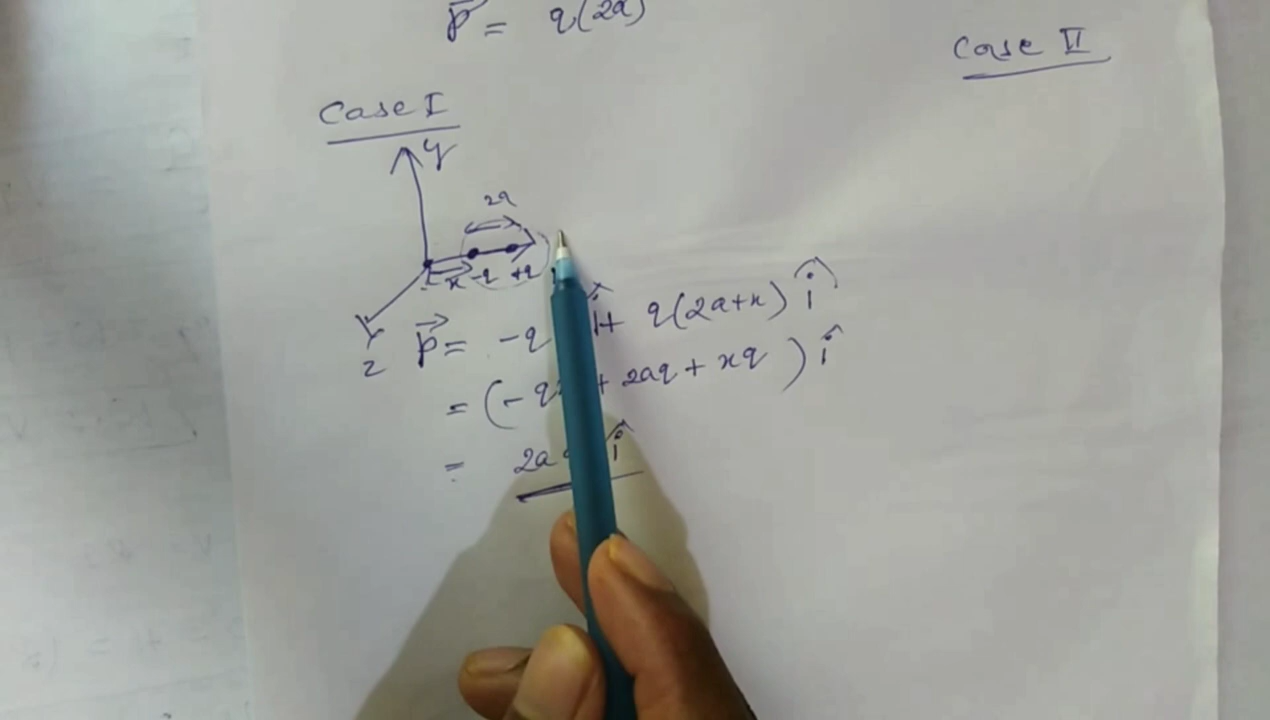 p⃗ = q(2a)
Case II
Case I
y
2a
x -q +q
z
p⃗ = -q + q(2a+x) î
= (-q + 2aq + xq) î
= 2a î